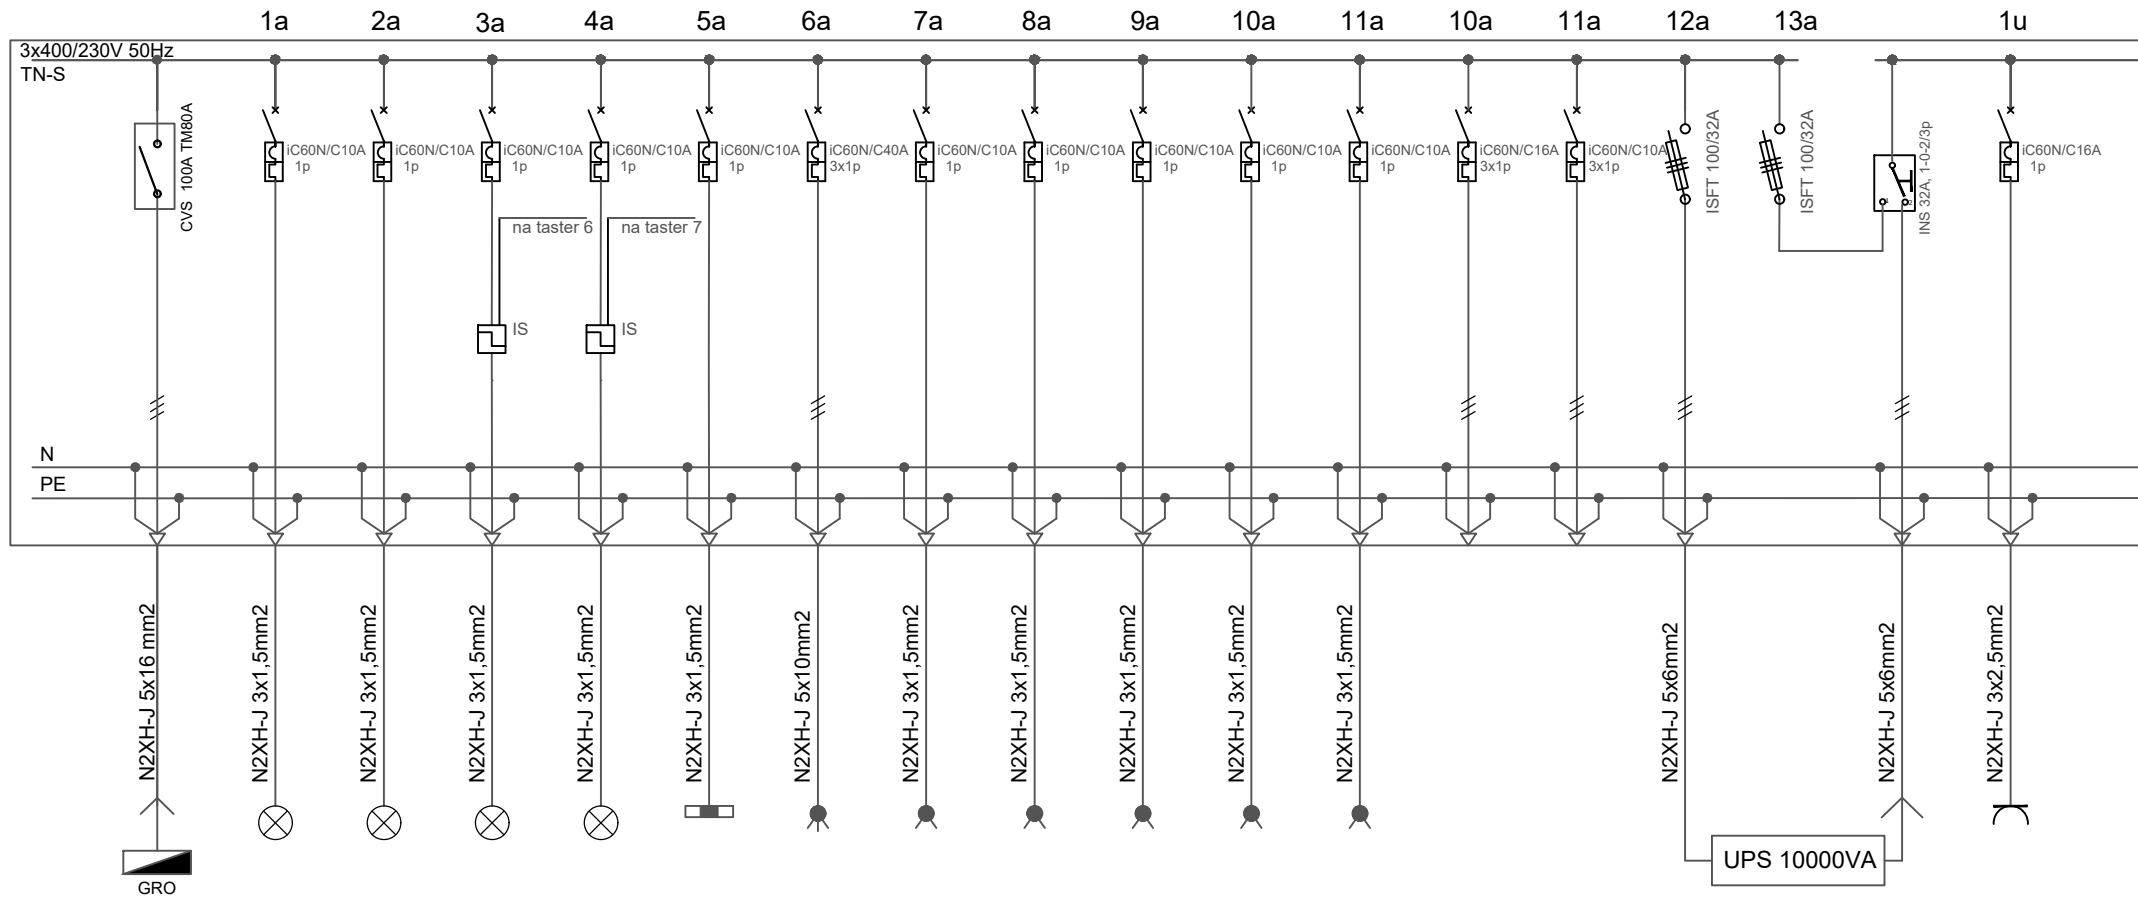 1a 2a 3a 4a 5a 6a 7a 8a 9a 10a 11a 10a 11a 12a 13a 1u
3x400/230V 50Hz
TN-S
CVS 100A TM80A
iC60N/C10A
1p
iC60N/C10A
1p
iC60N/C10A
1p
iC60N/C10A
1p
iC60N/C10A
1p
iC60N/C40A
3x1p
iC60N/C10A
1p
iC60N/C10A
1p
iC60N/C10A
1p
iC60N/C10A
1p
iC60N/C10A
1p
iC60N/C16A
3x1p
iC60N/C10A
3x1p
ISFT 100/32A
ISFT 100/32A
INS 32A, 1-0-2/3p
iC60N/C16A
1p
na taster 6
na taster 7
IS
IS
N
PE
N2XH-J 5x16 mm2
N2XH-J 3x1,5mm2
N2XH-J 3x1,5mm2
N2XH-J 3x1,5mm2
N2XH-J 3x1,5mm2
N2XH-J 3x1,5mm2
N2XH-J 5x10mm2
N2XH-J 3x1,5mm2
N2XH-J 3x1,5mm2
N2XH-J 3x1,5mm2
N2XH-J 3x1,5mm2
N2XH-J 3x1,5mm2
N2XH-J 5x6mm2
N2XH-J 5x6mm2
N2XH-J 3x2,5mm2
UPS 10000VA
GRO